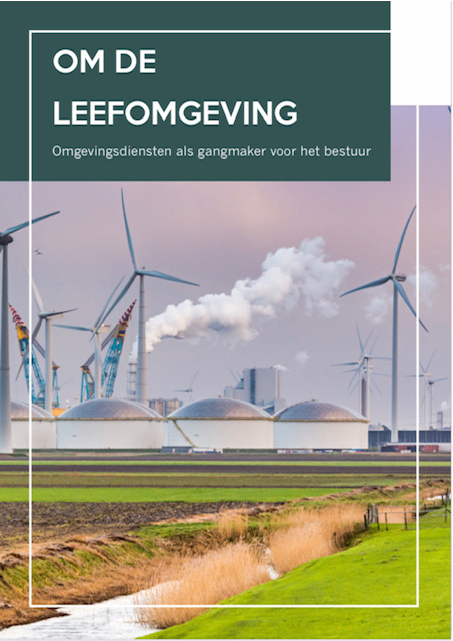 OM DE
LEEFOMGEVING
Omgevingsdiensten als gangmaker voor het bestuur